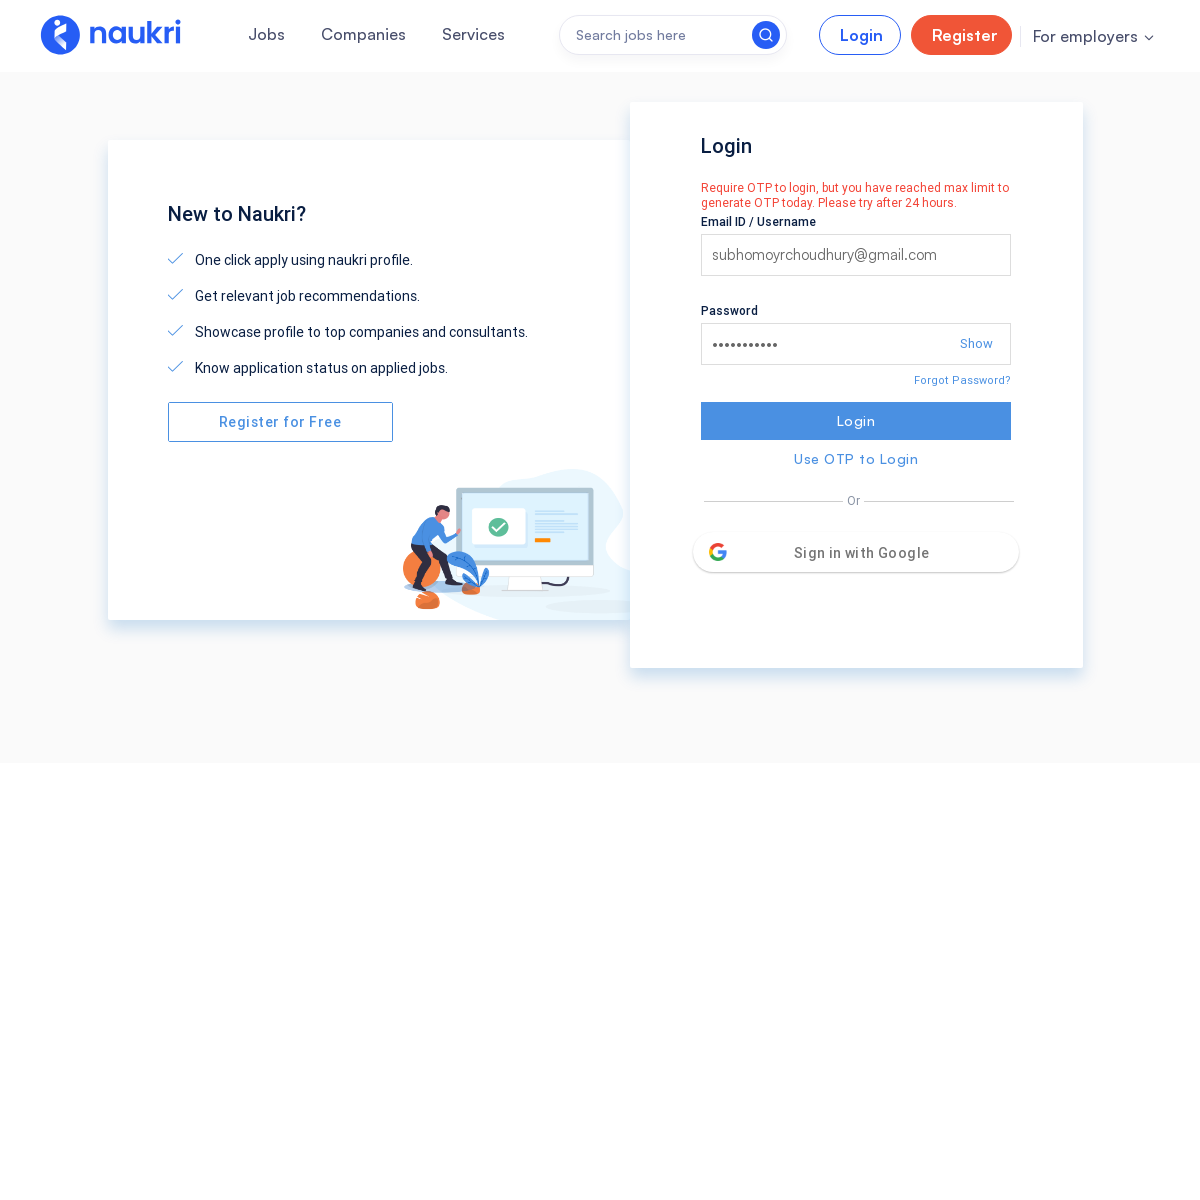 naukri
Jobs
Companies
Services
Search jobs here
Login
Register
For employers
New to Naukri?
One click apply using naukri profile.
Get relevant job recommendations.
Showcase profile to top companies and consultants.
Know application status on applied jobs.
Register for Free
Login
Require OTP to login, but you have reached max limit to
generate OTP today. Please try after 24 hours.
Email ID / Username
subhomoyrchoudhury@gmail.com
Password
•••••••••••
Show
Forgot Password?
Login
Use OTP to Login
Or
Sign in with Google